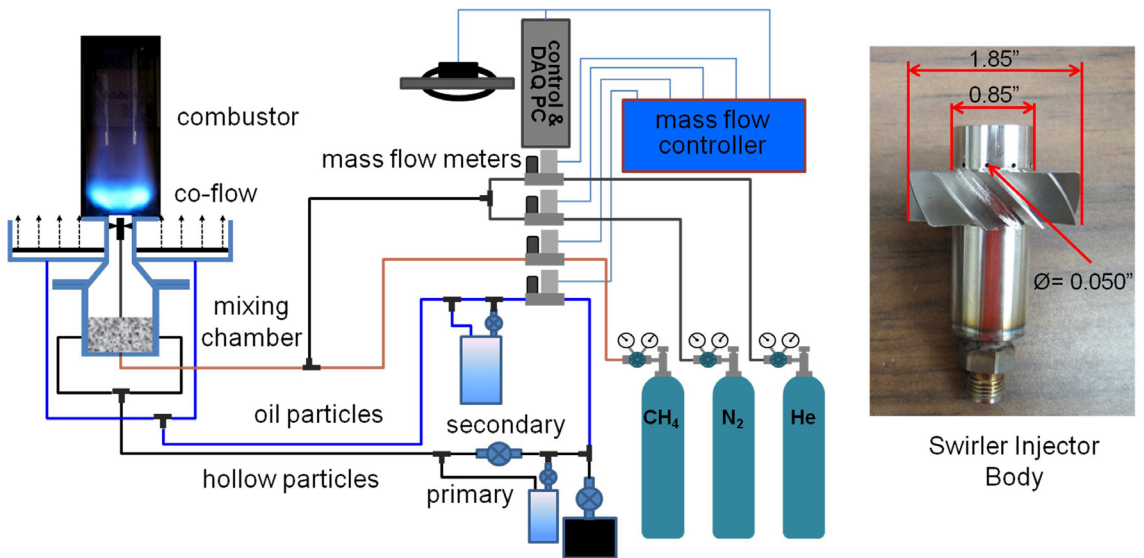 combustor
co-flow
mixing
chamber
oil particles
hollow particles
control &
DAQ PC
mass flow meters
mass flow
controller
secondary
primary
CH₄
N₂
He
1.85”
0.85”
Ø= 0.050”
Swirler Injector
Body